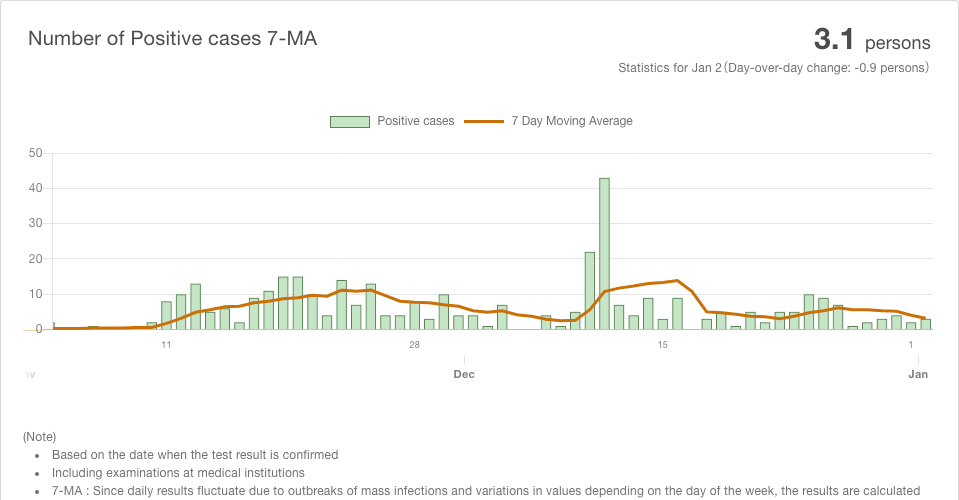 Number of Positive cases 7-MA
3.1 persons
Statistics for Jan 2 (Day-over-day change: -0.9 persons)
Positive cases 7 Day Moving Average
50
40
30
20
10
0
11 28 15 1
Dec Jan
(Note)
• Based on the date when the test result is confirmed
• Including examinations at medical institutions
• 7-MA : Since daily results fluctuate due to outbreaks of mass infections and variations in values depending on the day of the week, the results are calculated